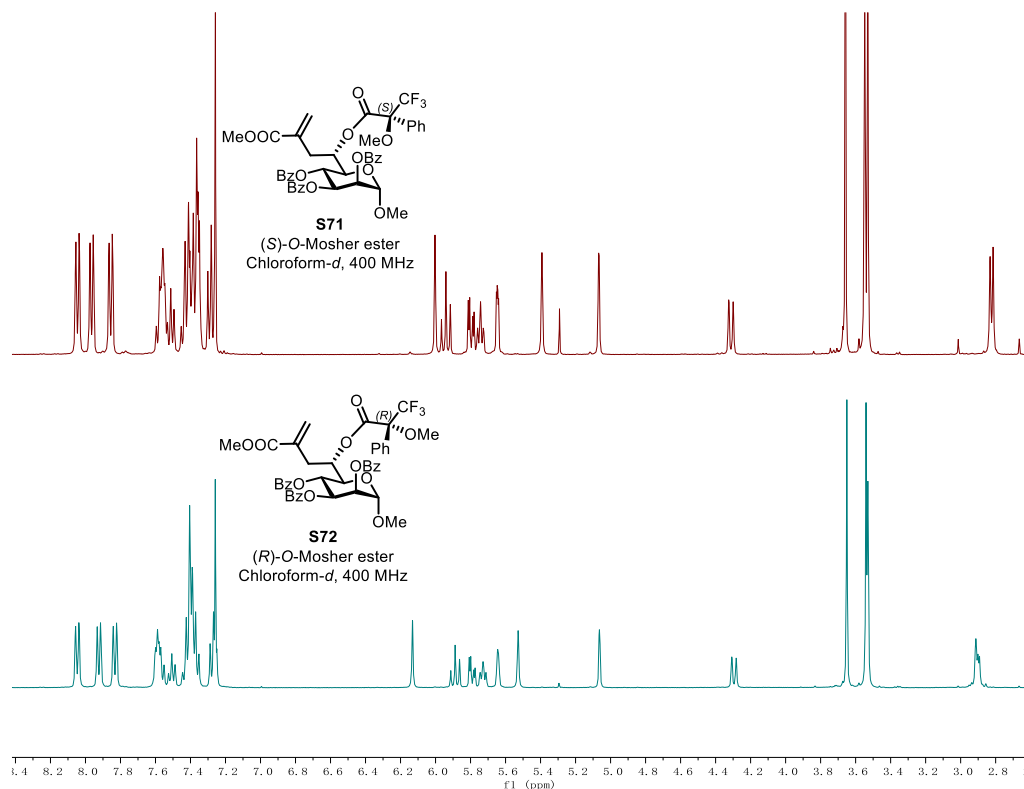 O
CF3
(S)
Ph
O
MeO
MeOOC
OBz
BzO
O
BzO
OMe
S71
(S)-O-Mosher ester
Chloroform-d, 400 MHz
O
CF3
(R)
OMe
O
Ph
MeOOC
OBz
BzO
O
BzO
OMe
S72
(R)-O-Mosher ester
Chloroform-d, 400 MHz
8.4 8.2 8.0 7.8 7.6 7.4 7.2 7.0 6.8 6.6 6.4 6.2 6.0 5.8 5.6 5.4 5.2 5.0 4.8 4.6 4.4 4.2 4.0 3.8 3.6 3.4 3.2 3.0 2.8
f1 (ppm)